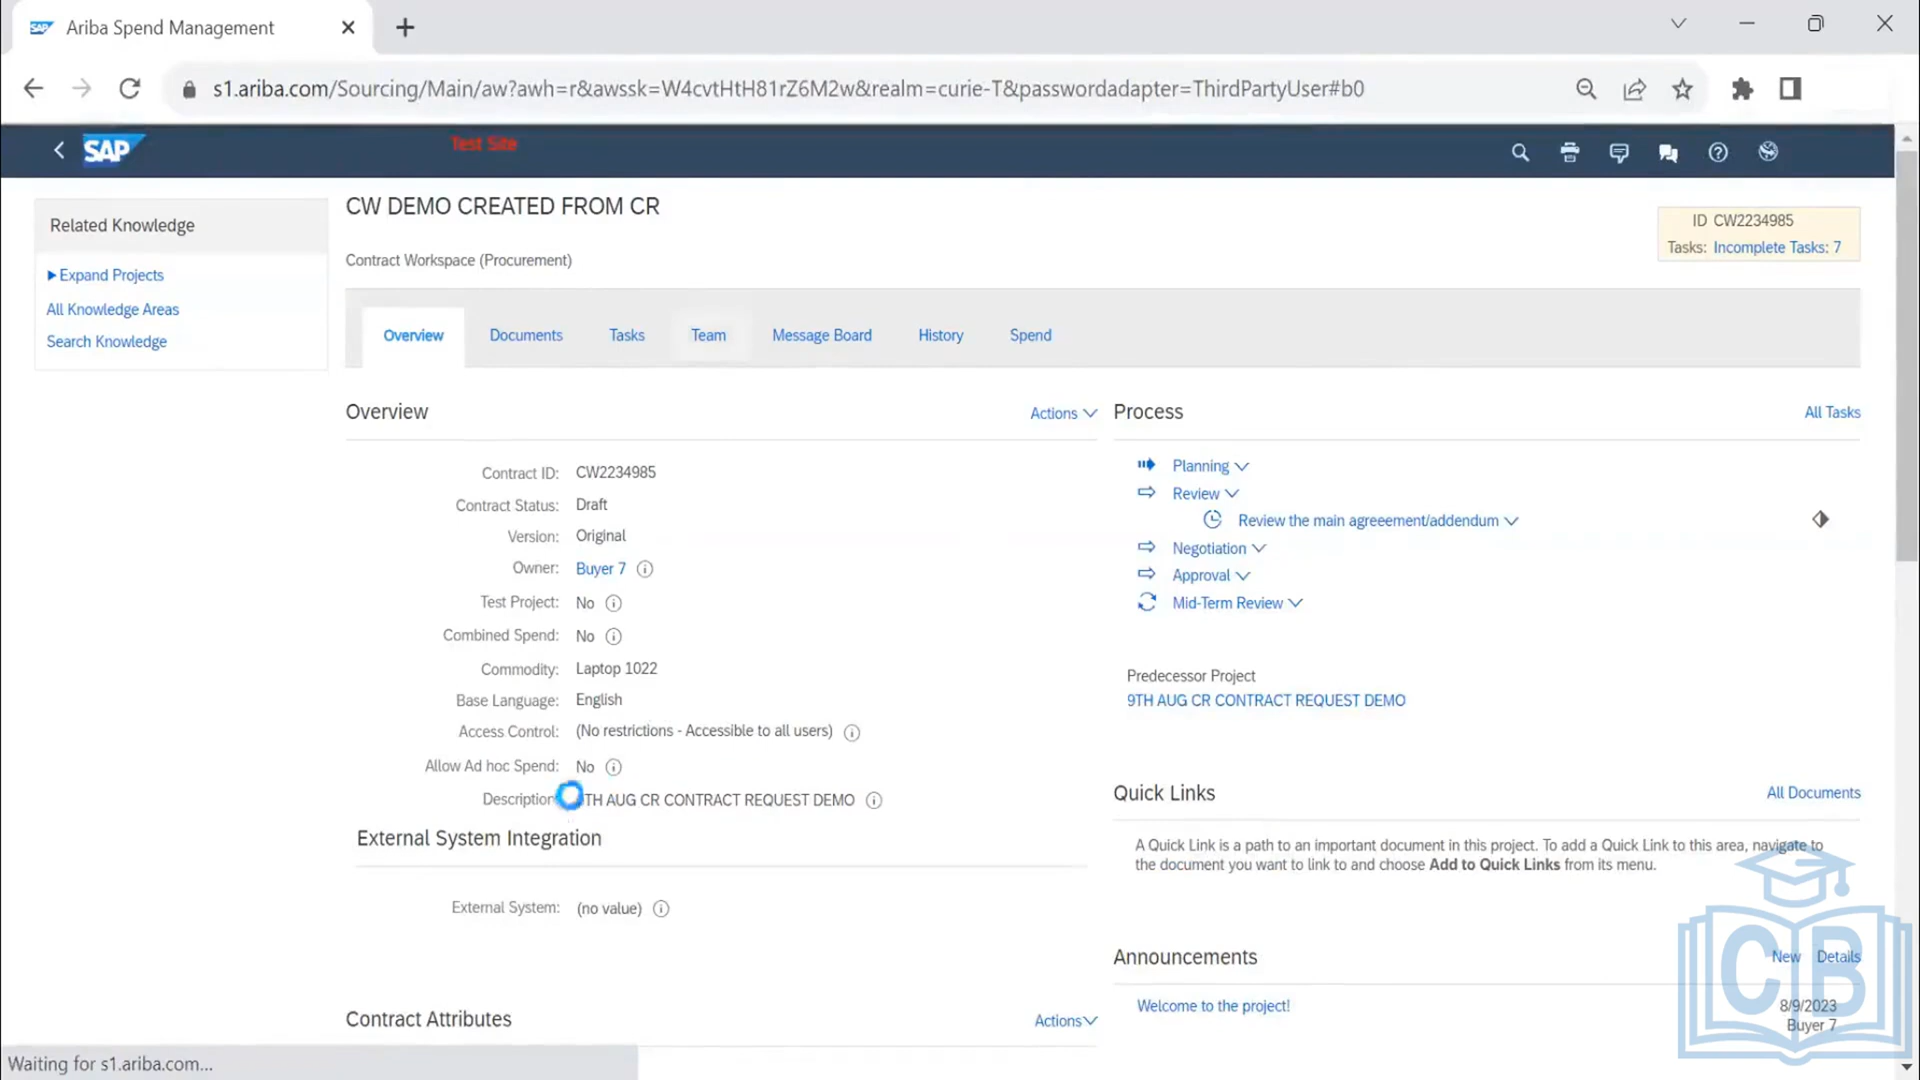 Ariba Spend Management
s1.ariba.com/Sourcing/Main/aw?awh=r&awssk=W4cvtHtH81rZ6M2w&realm=curie-T&passwordadapter=ThirdPartyUser#b0
SAP
Test Site
Related Knowledge
Expand Projects
All Knowledge Areas
Search Knowledge
CW DEMO CREATED FROM CR
ID CW2234985
Tasks: Incomplete Tasks: 7
Contract Workspace (Procurement)
Overview Documents Tasks Team Message Board History Spend
Overview Actions
Contract ID: CW2234985
Contract Status: Draft
Version: Original
Owner: Buyer 7
Test Project: No
Combined Spend: No
Commodity: Laptop 1022
Base Language: English
Access Control: (No restrictions - Accessible to all users)
Allow Ad hoc Spend: No
Description TH AUG CR CONTRACT REQUEST DEMO
External System Integration
External System: (no value)
Contract Attributes Actions
Process All Tasks
Planning
Review
Review the main agreeement/addendum
Negotiation
Approval
Mid-Term Review
Predecessor Project
9TH AUG CR CONTRACT REQUEST DEMO
Quick Links All Documents
A Quick Link is a path to an important document in this project. To add a Quick Link to this area, navigate to
the document you want to link to and choose Add to Quick Links from its menu.
Announcements New Details
Welcome to the project! 8/9/2023
Buyer 7
CB
Waiting for s1.ariba.com...